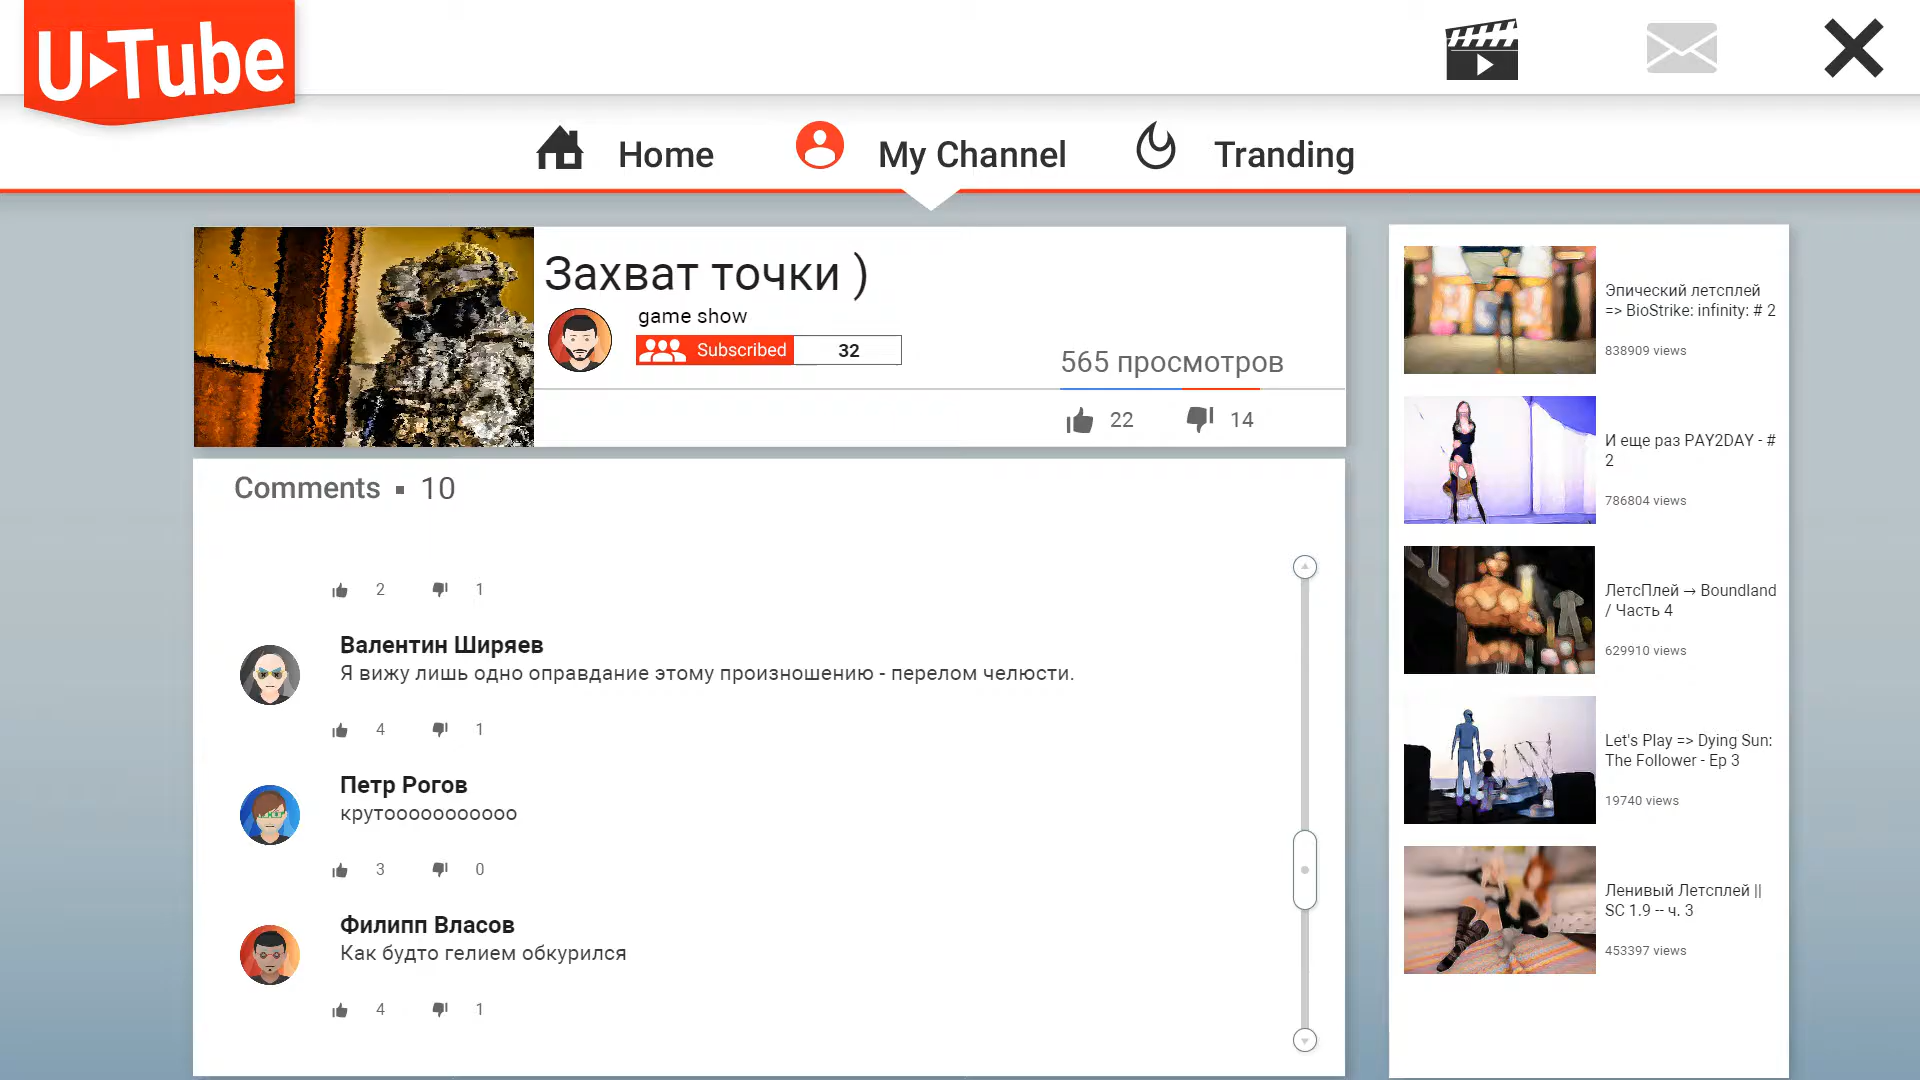 U Tube
Home
My Channel
Tranding
Захват точки )
game show
Subscribed
32
565 просмотров
22
14
Comments ▪ 10
2
1
Валентин Ширяев
Я вижу лишь одно оправдание этому произношению - перелом челюсти.
4
1
Петр Рогов
крутоооооооооо
3
0
Филипп Власов
Как будто гелием обкурился
4
1
Эпический летсплей
=> BioStrike: infinity: # 2
838909 views
И еще раз PAY2DAY - #
2
786804 views
ЛетсПлей → Boundland
/ Часть 4
629910 views
Let's Play => Dying Sun:
The Follower - Ep 3
19740 views
Ленивый Летсплей ||
SC 1.9 -- ч. 3
453397 views